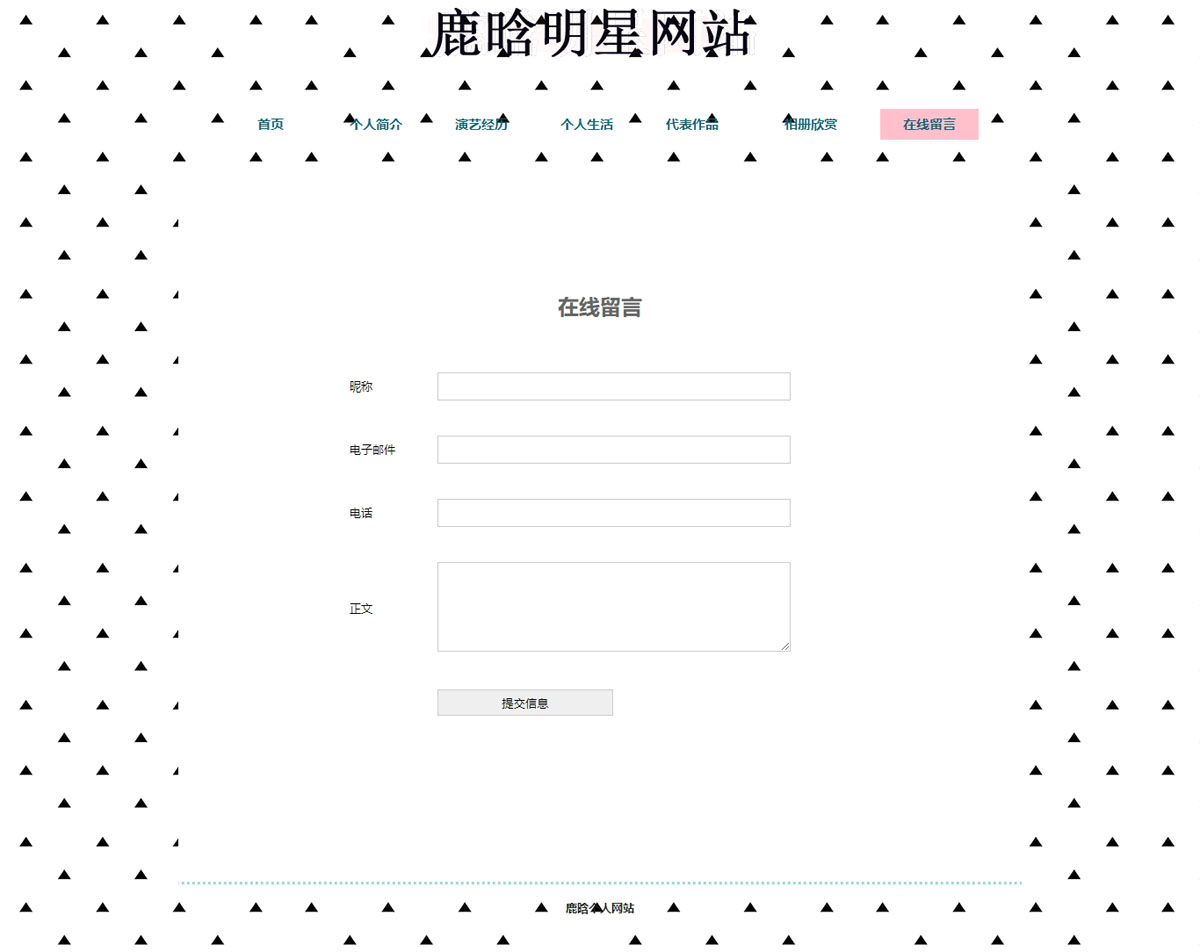 鹿晗明星网站
首页 个人简介 演艺经历 个人生活 代表作品 相册欣赏 在线留言
在线留言
昵称
电子邮件
电话
正文
提交信息
鹿晗个人网站